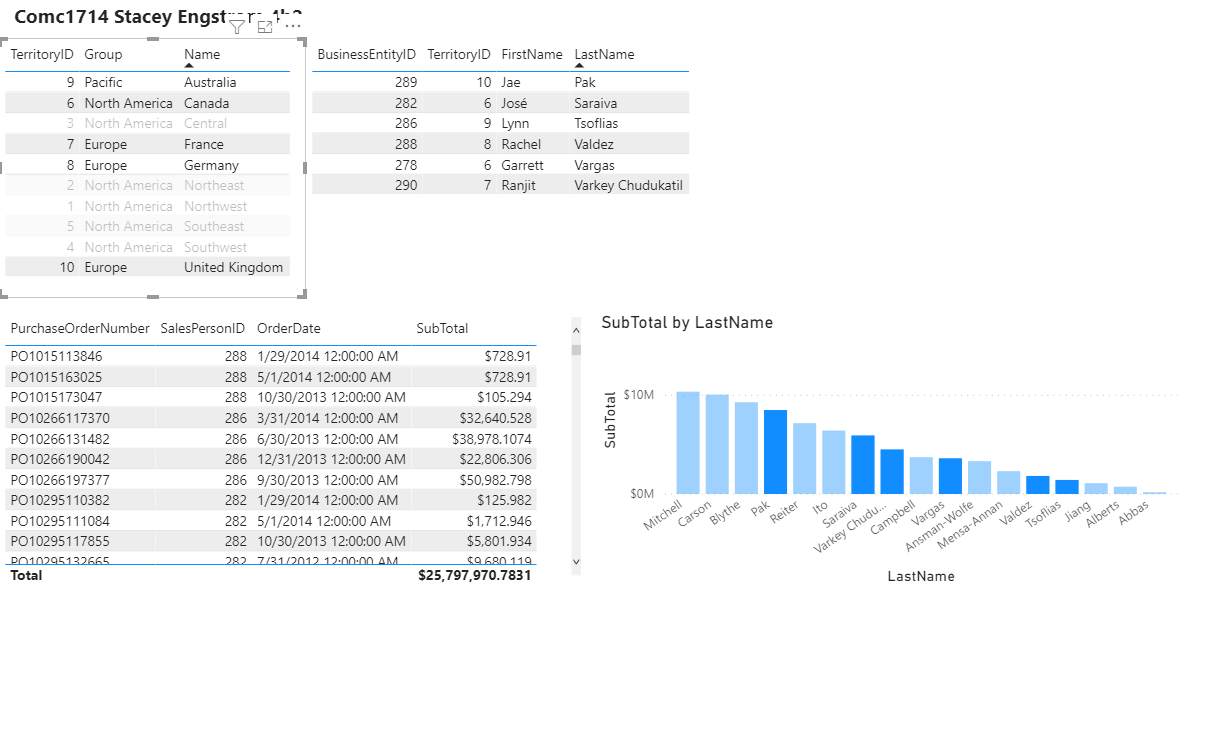 Comc1714 Stacey Engstrom 4b2
TerritoryID Group Name
9 Pacific Australia
6 North America Canada
3 North America Central
7 Europe France
8 Europe Germany
2 North America Northeast
1 North America Northwest
5 North America Southeast
4 North America Southwest
10 Europe United Kingdom
BusinessEntityID TerritoryID FirstName LastName
289 10 Jae Pak
282 6 José Saraiva
286 9 Lynn Tsoflias
288 8 Rachel Valdez
278 6 Garrett Vargas
290 7 Ranjit Varkey Chudukatil
PurchaseOrderNumber SalesPersonID OrderDate SubTotal
PO1015113846 288 1/29/2014 12:00:00 AM $728.91
PO1015163025 288 5/1/2014 12:00:00 AM $728.91
PO1015173047 288 10/30/2013 12:00:00 AM $105.294
PO10266117370 286 3/31/2014 12:00:00 AM $32,640.528
PO10266131482 286 6/30/2013 12:00:00 AM $38,978.1074
PO10266190042 286 12/31/2013 12:00:00 AM $22,806.306
PO10266197377 286 9/30/2013 12:00:00 AM $50,982.798
PO10295110382 282 1/29/2014 12:00:00 AM $125.982
PO10295111084 282 5/1/2014 12:00:00 AM $1,712.946
PO10295117855 282 10/30/2013 12:00:00 AM $5,801.934
PO10295132665 282 7/31/2012 12:00:00 AM $9,680.119
Total $25,797,970.7831
SubTotal by LastName
SubTotal
$10M
$0M
Mitchell
Carson
Blythe
Pak
Reiter
Ito
Saraiva
Varkey Chudu...
Campbell
Vargas
Ansman-Wolfe
Mensa-Annan
Valdez
Tsoflias
Jiang
Alberts
Abbas
LastName